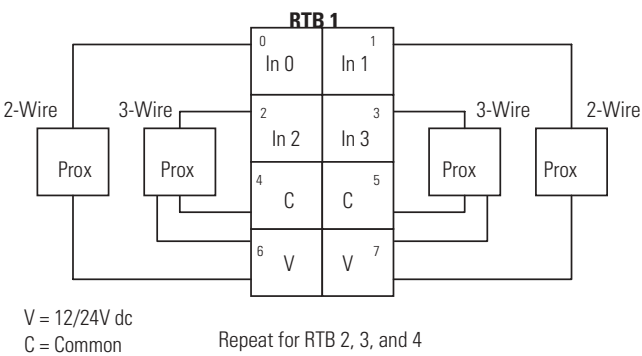 RTB 1
0 1
In 0 In 1
2-Wire 3-Wire 2 3 3-Wire 2-Wire
In 2 In 3
Prox Prox Prox Prox
4 5
C C
6 7
V V
V = 12/24V dc
C = Common Repeat for RTB 2, 3, and 4